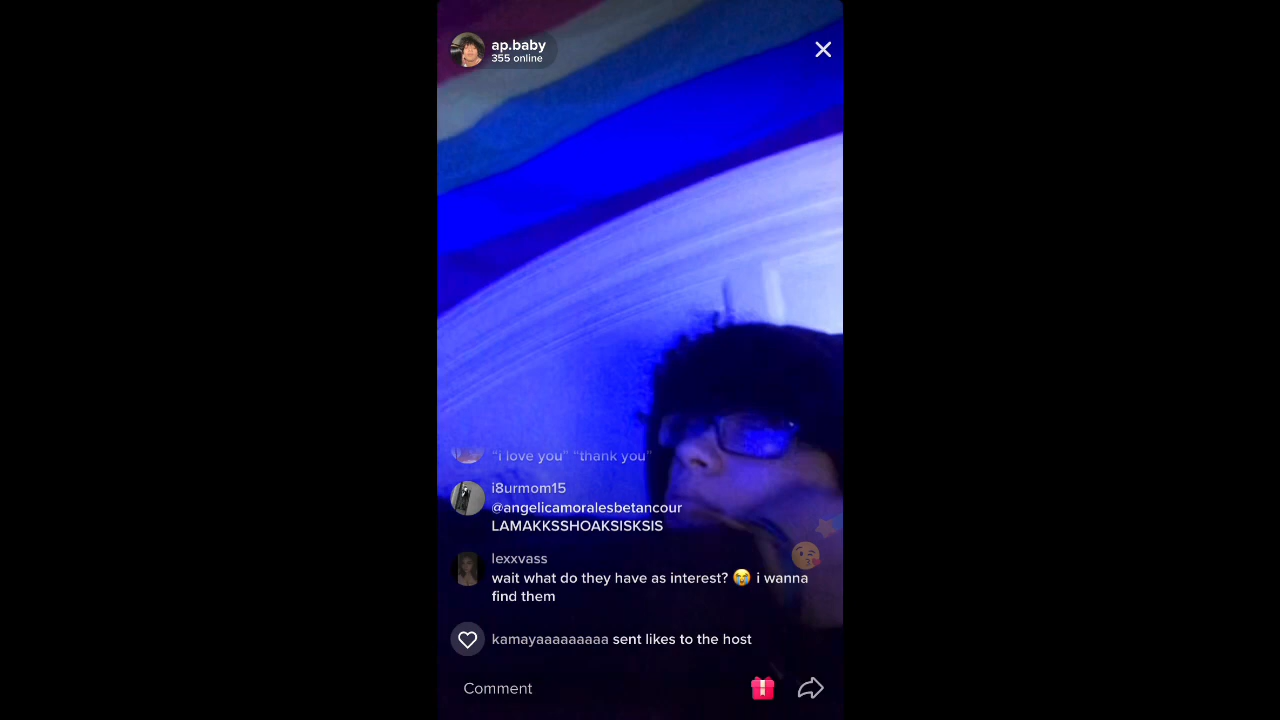 ap.baby
355 online
"i love you" "thank you"
i8urmom15
@angelicamoralesbetancour
LAMAKKSSHOAKSISKSIS
lexxvass
wait what do they have as interest? 😭 i wanna
find them
kamayaaaaaaaaa sent likes to the host
Comment